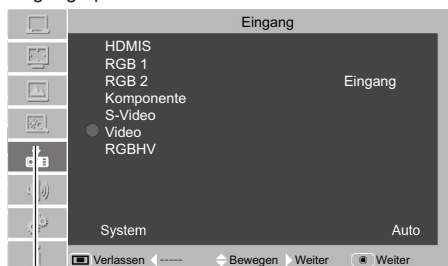 Eingang
HDMIS
RGB 1
RGB 2 Eingang
Komponente
S-Video
Video
RGBHV
System Auto
Verlassen ----- Bewegen Weiter Weiter